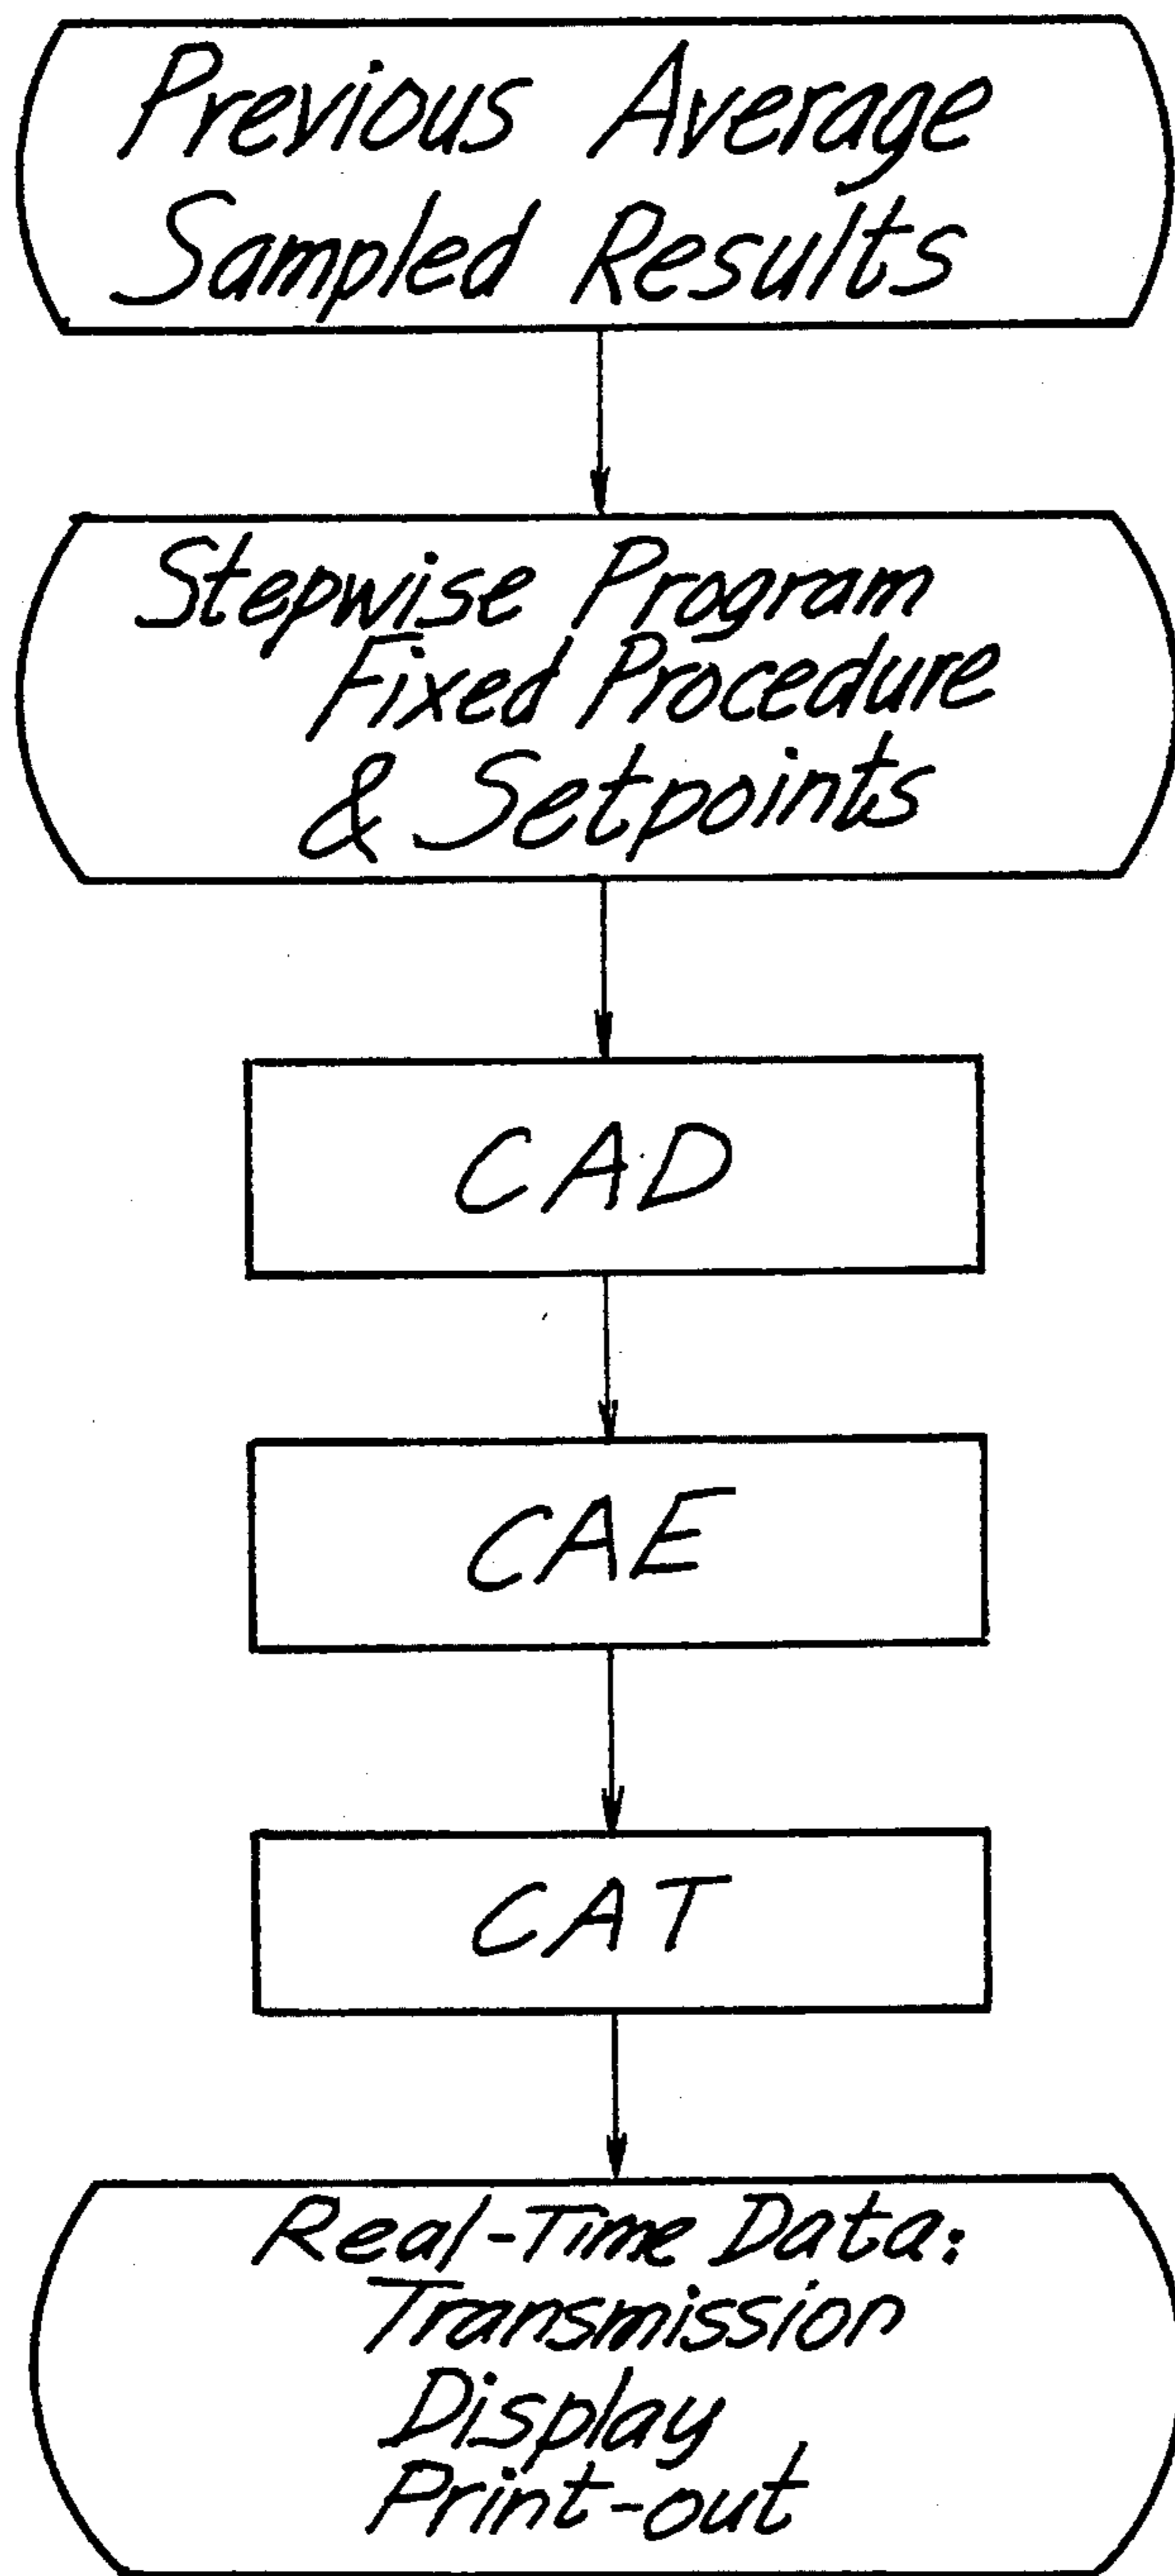 Previous Average
Sampled Results
Stepwise Program
Fixed Procedure
& Setpoints
CAD
CAE
CAT
Real-Time Data:
Transmission
Display
Print-out